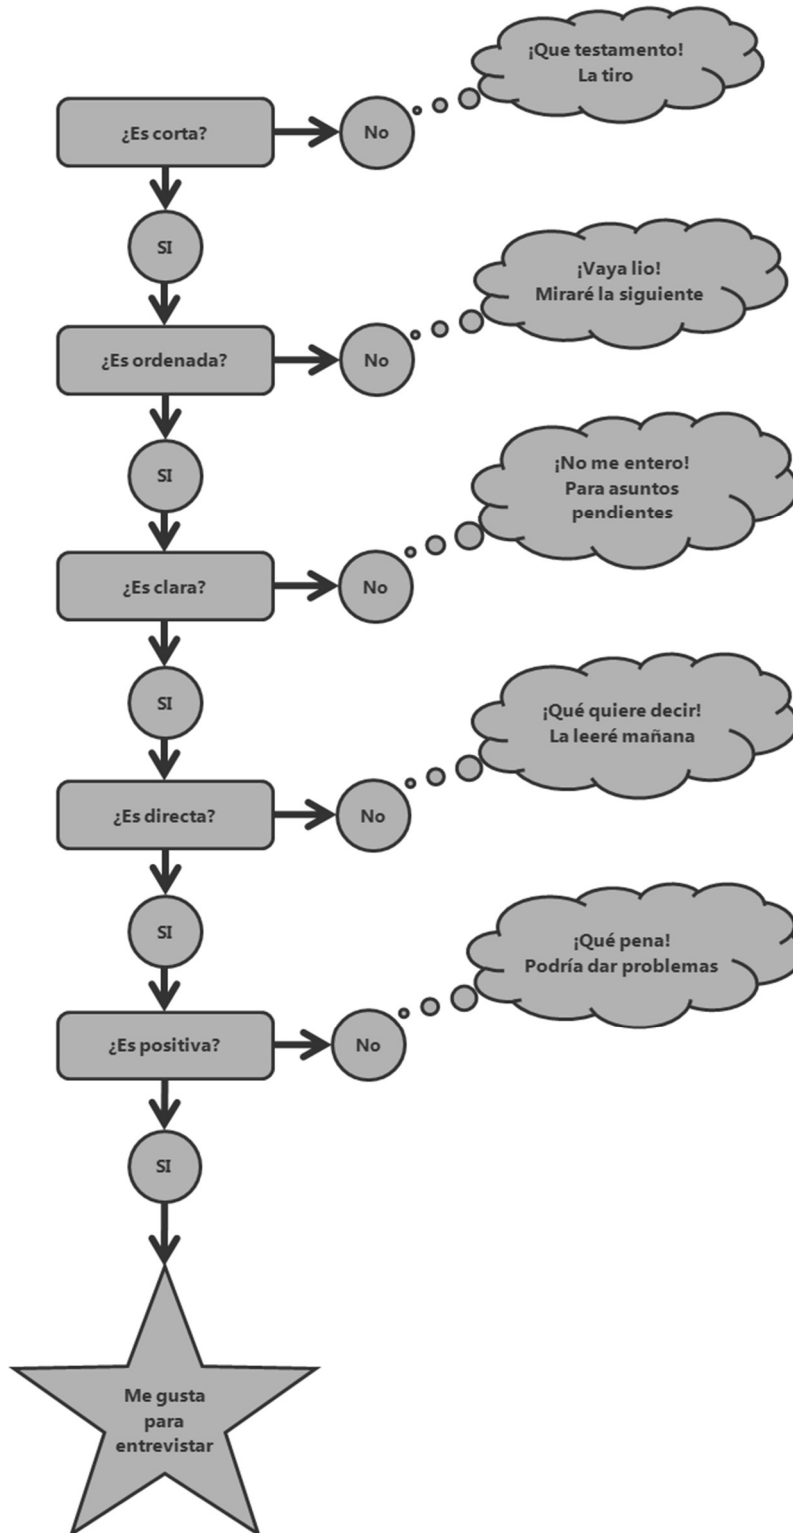 ¡Que testamento!
La tiro
¿Es corta?
No
SI
¡Vaya lio!
Miraré la siguiente
¿Es ordenada?
No
SI
¡No me entero!
Para asuntos
pendientes
¿Es clara?
No
SI
¡Qué quiere decir!
La leeré mañana
¿Es directa?
No
SI
¡Qué pena!
Podría dar problemas
¿Es positiva?
No
SI
Me gusta
para
entrevistar